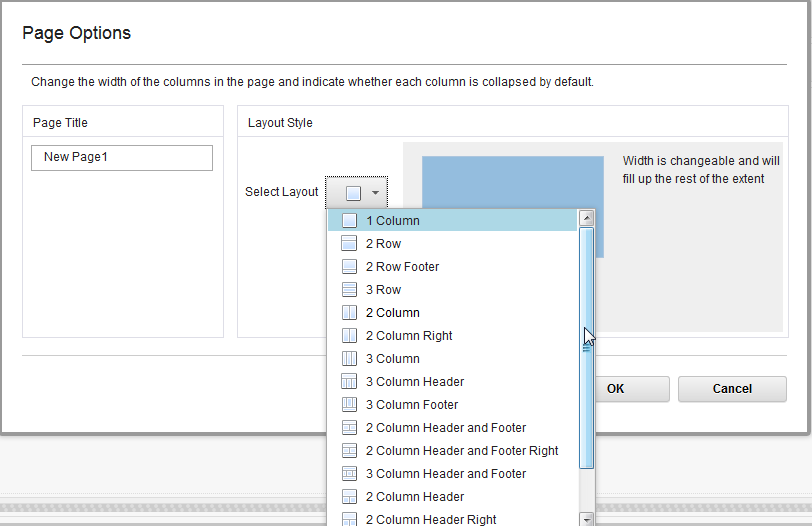 Page Options
Change the width of the columns in the page and indicate whether each column is collapsed by default.
Page Title
New Page1
Layout Style
Select Layout
Width is changeable and will
fill up the rest of the extent
1 Column
2 Row
2 Row Footer
3 Row
2 Column
2 Column Right
3 Column
3 Column Header
3 Column Footer
2 Column Header and Footer
2 Column Header and Footer Right
3 Column Header and Footer
2 Column Header
2 Column Header Right
OK
Cancel